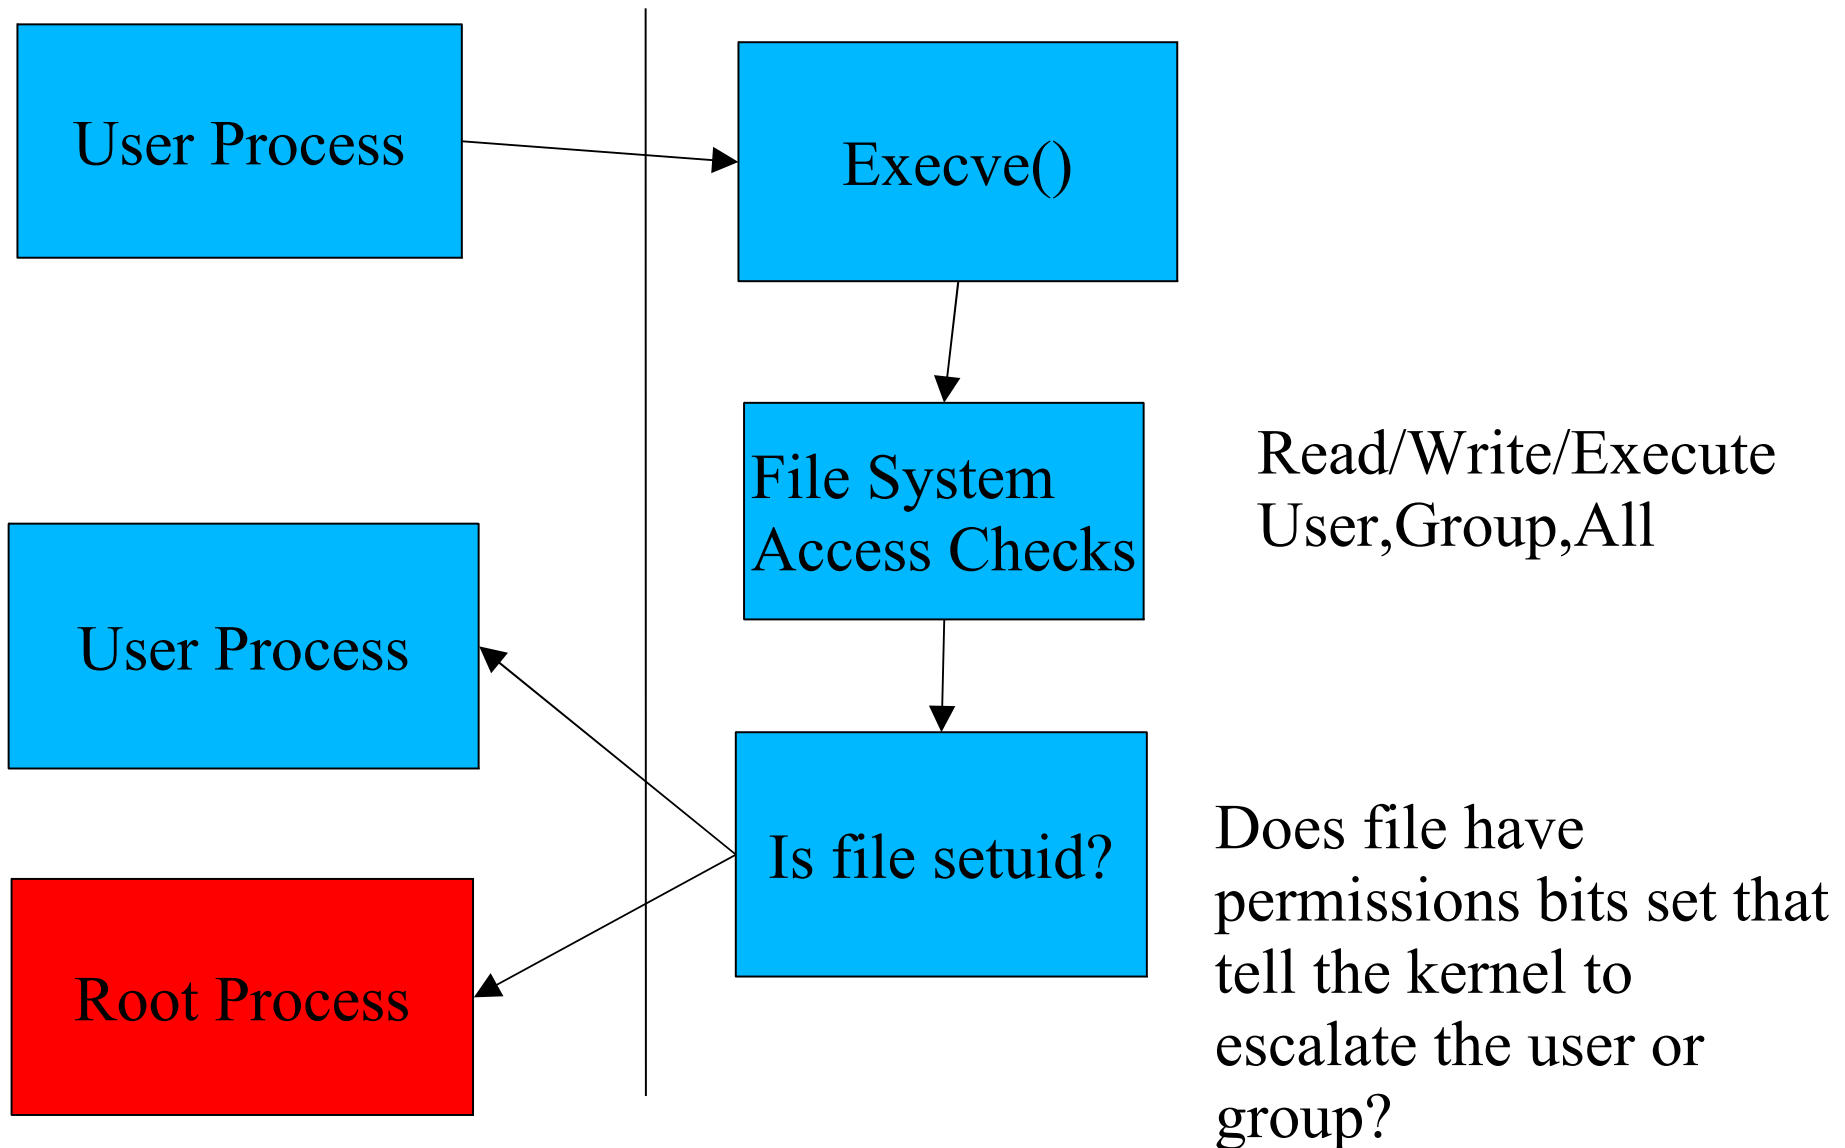 User Process
Execve()
File System
Access Checks
Read/Write/Execute
User,Group,All
User Process
Is file setuid?
Does file have
permissions bits set that
tell the kernel to
escalate the user or
group?
Root Process